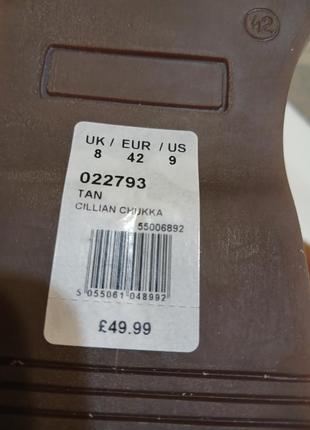 42
UK / EUR / US
8 42 9
022793
TAN
CILLIAN CHUKKA
55006892
5 055061 048992
£49.99